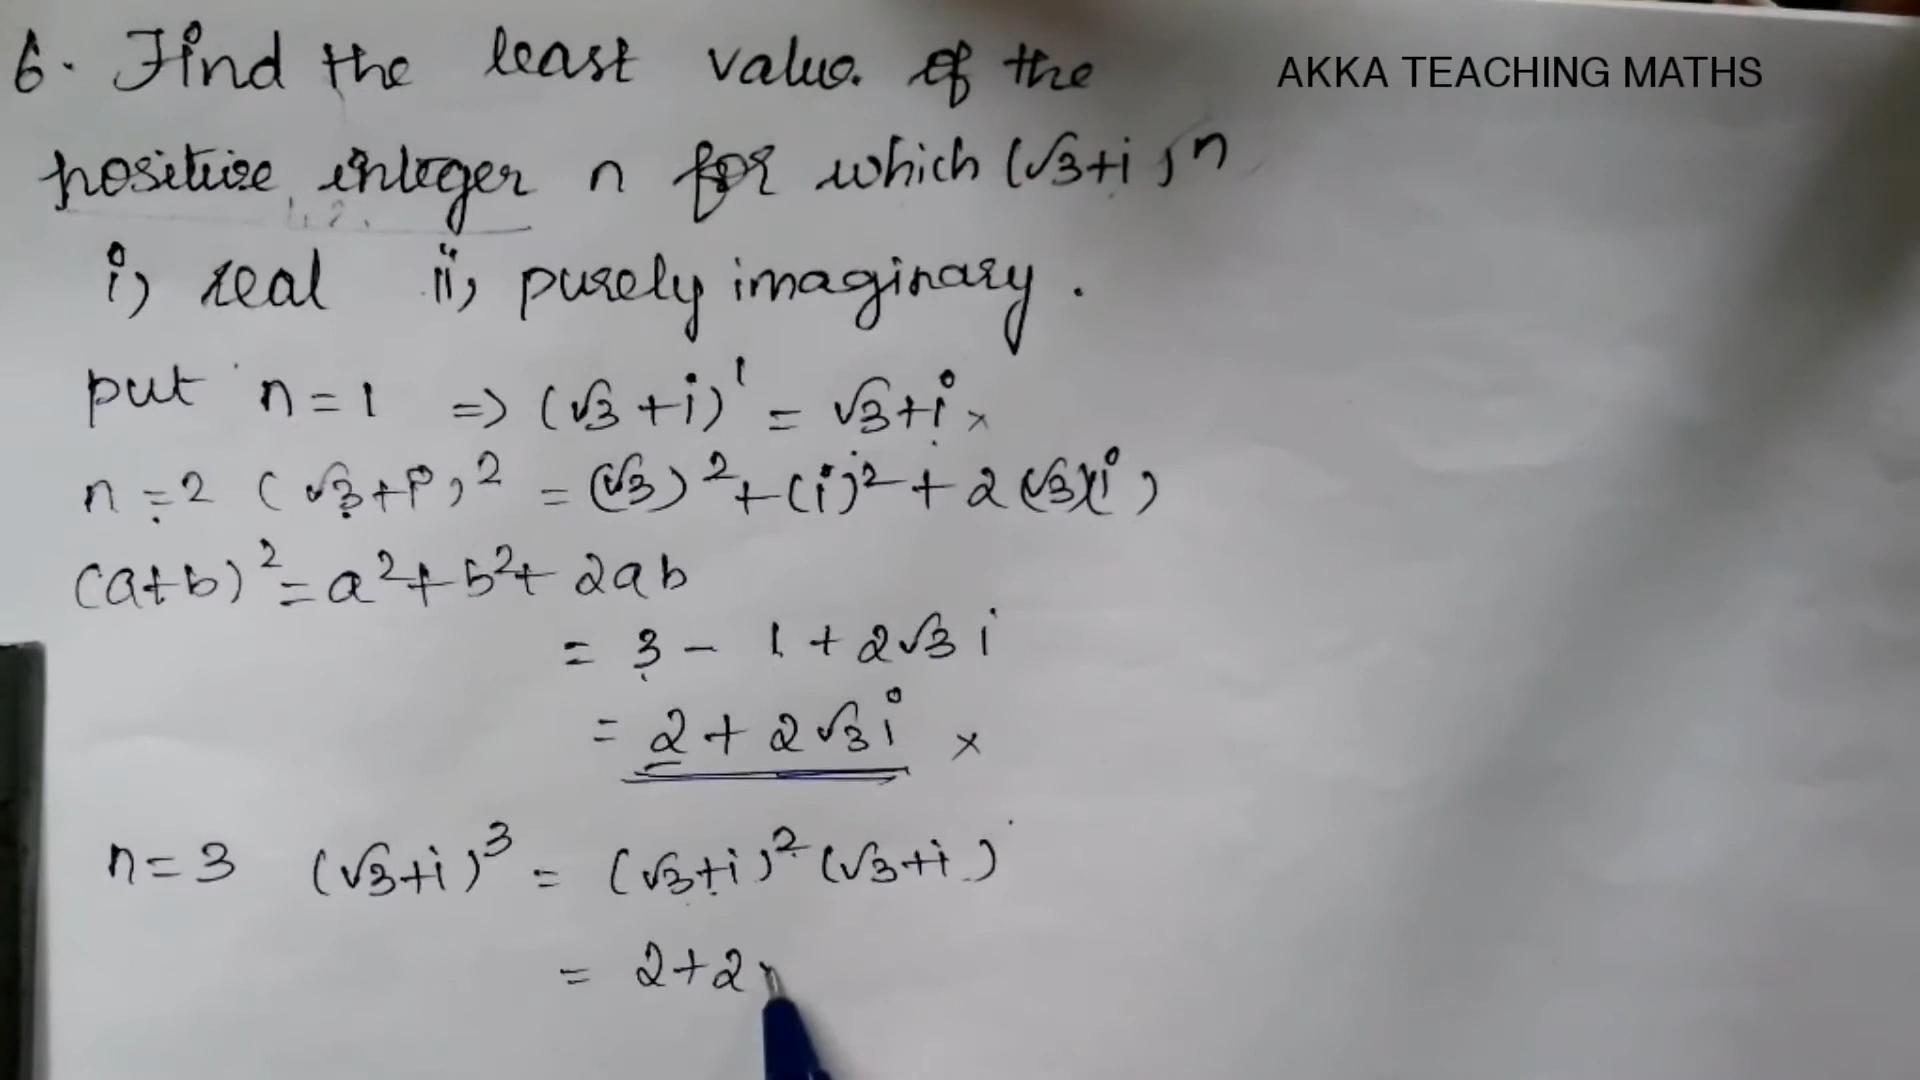 6. Find the least value of the
AKKA TEACHING MATHS
positive integer n for which (√3+i)ⁿ
i) real ii) purely imaginary.
put n=1 => (√3+i)¹ = √3+i ×
n=2 (√3+i)² = (√3)²+(i)²+2(√3)(i)
(a+b)²=a²+b²+2ab
= 3-1+2√3 i
= 2+2√3 i ×
n=3 (√3+i)³ = (√3+i)²(√3+i)
= 2+2